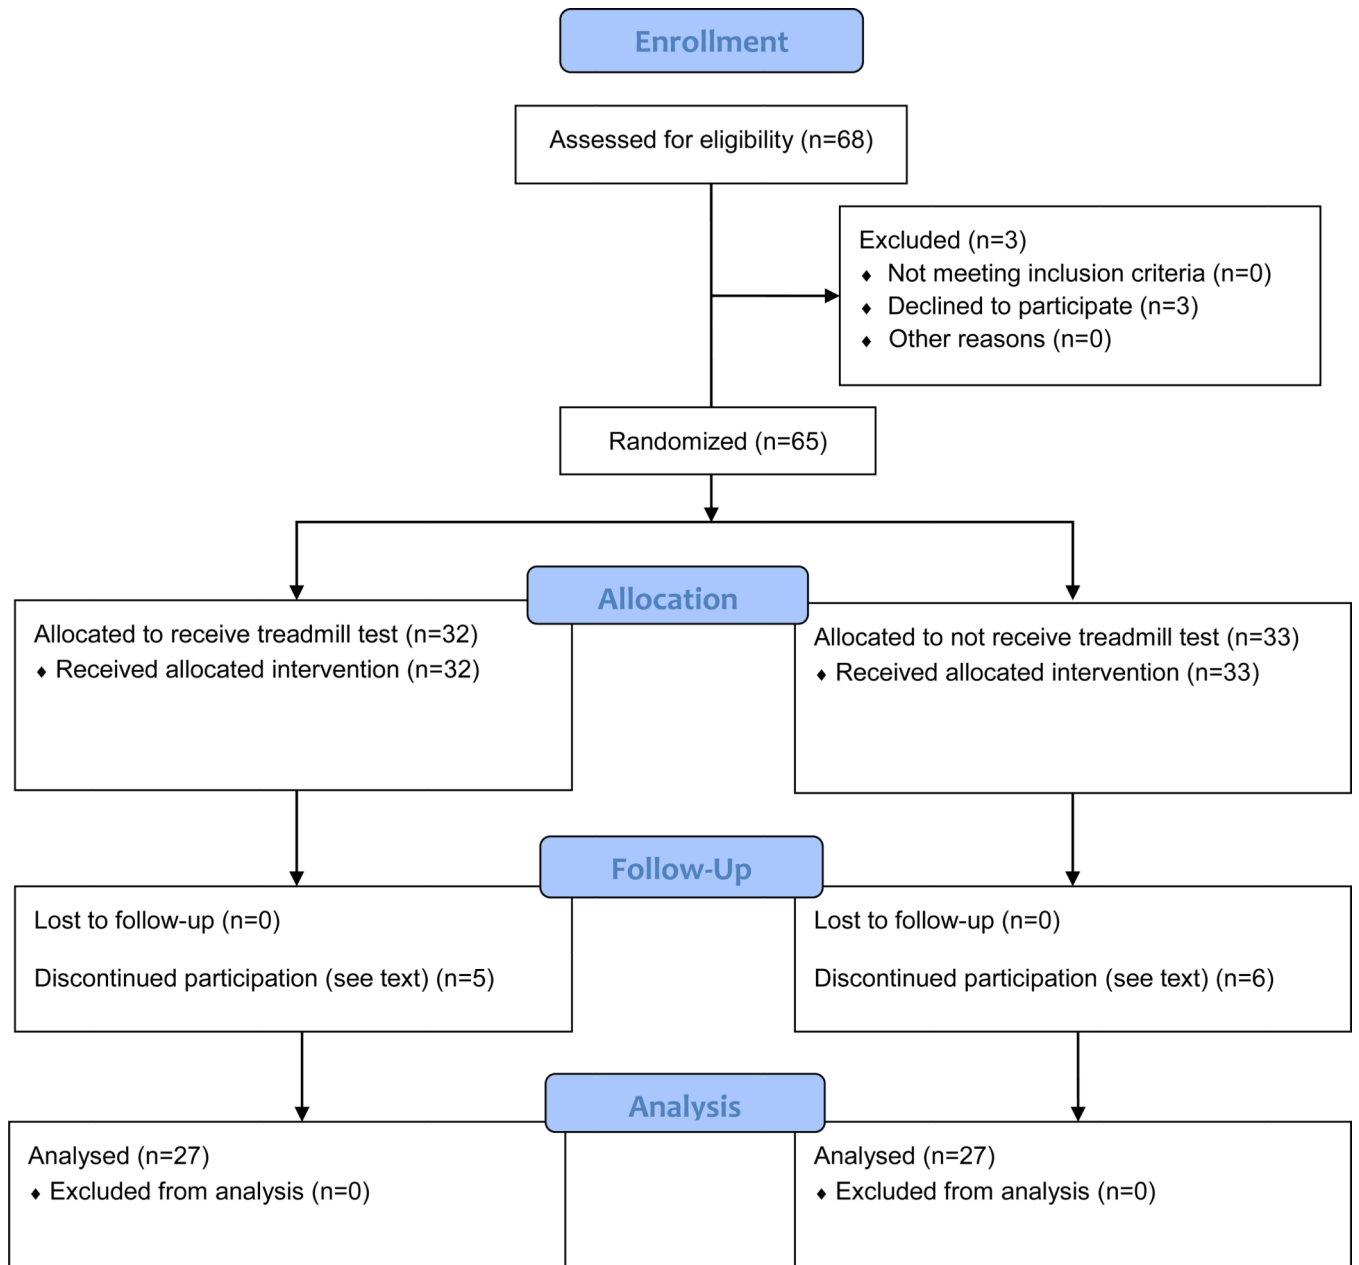 Enrollment
Assessed for eligibility (n=68)
Excluded (n=3)
♦ Not meeting inclusion criteria (n=0)
♦ Declined to participate (n=3)
♦ Other reasons (n=0)
Randomized (n=65)
Allocation
Allocated to receive treadmill test (n=32)
♦ Received allocated intervention (n=32)
Allocated to not receive treadmill test (n=33)
♦ Received allocated intervention (n=33)
Follow-Up
Lost to follow-up (n=0)
Discontinued participation (see text) (n=5)
Lost to follow-up (n=0)
Discontinued participation (see text) (n=6)
Analysis
Analysed (n=27)
♦ Excluded from analysis (n=0)
Analysed (n=27)
♦ Excluded from analysis (n=0)